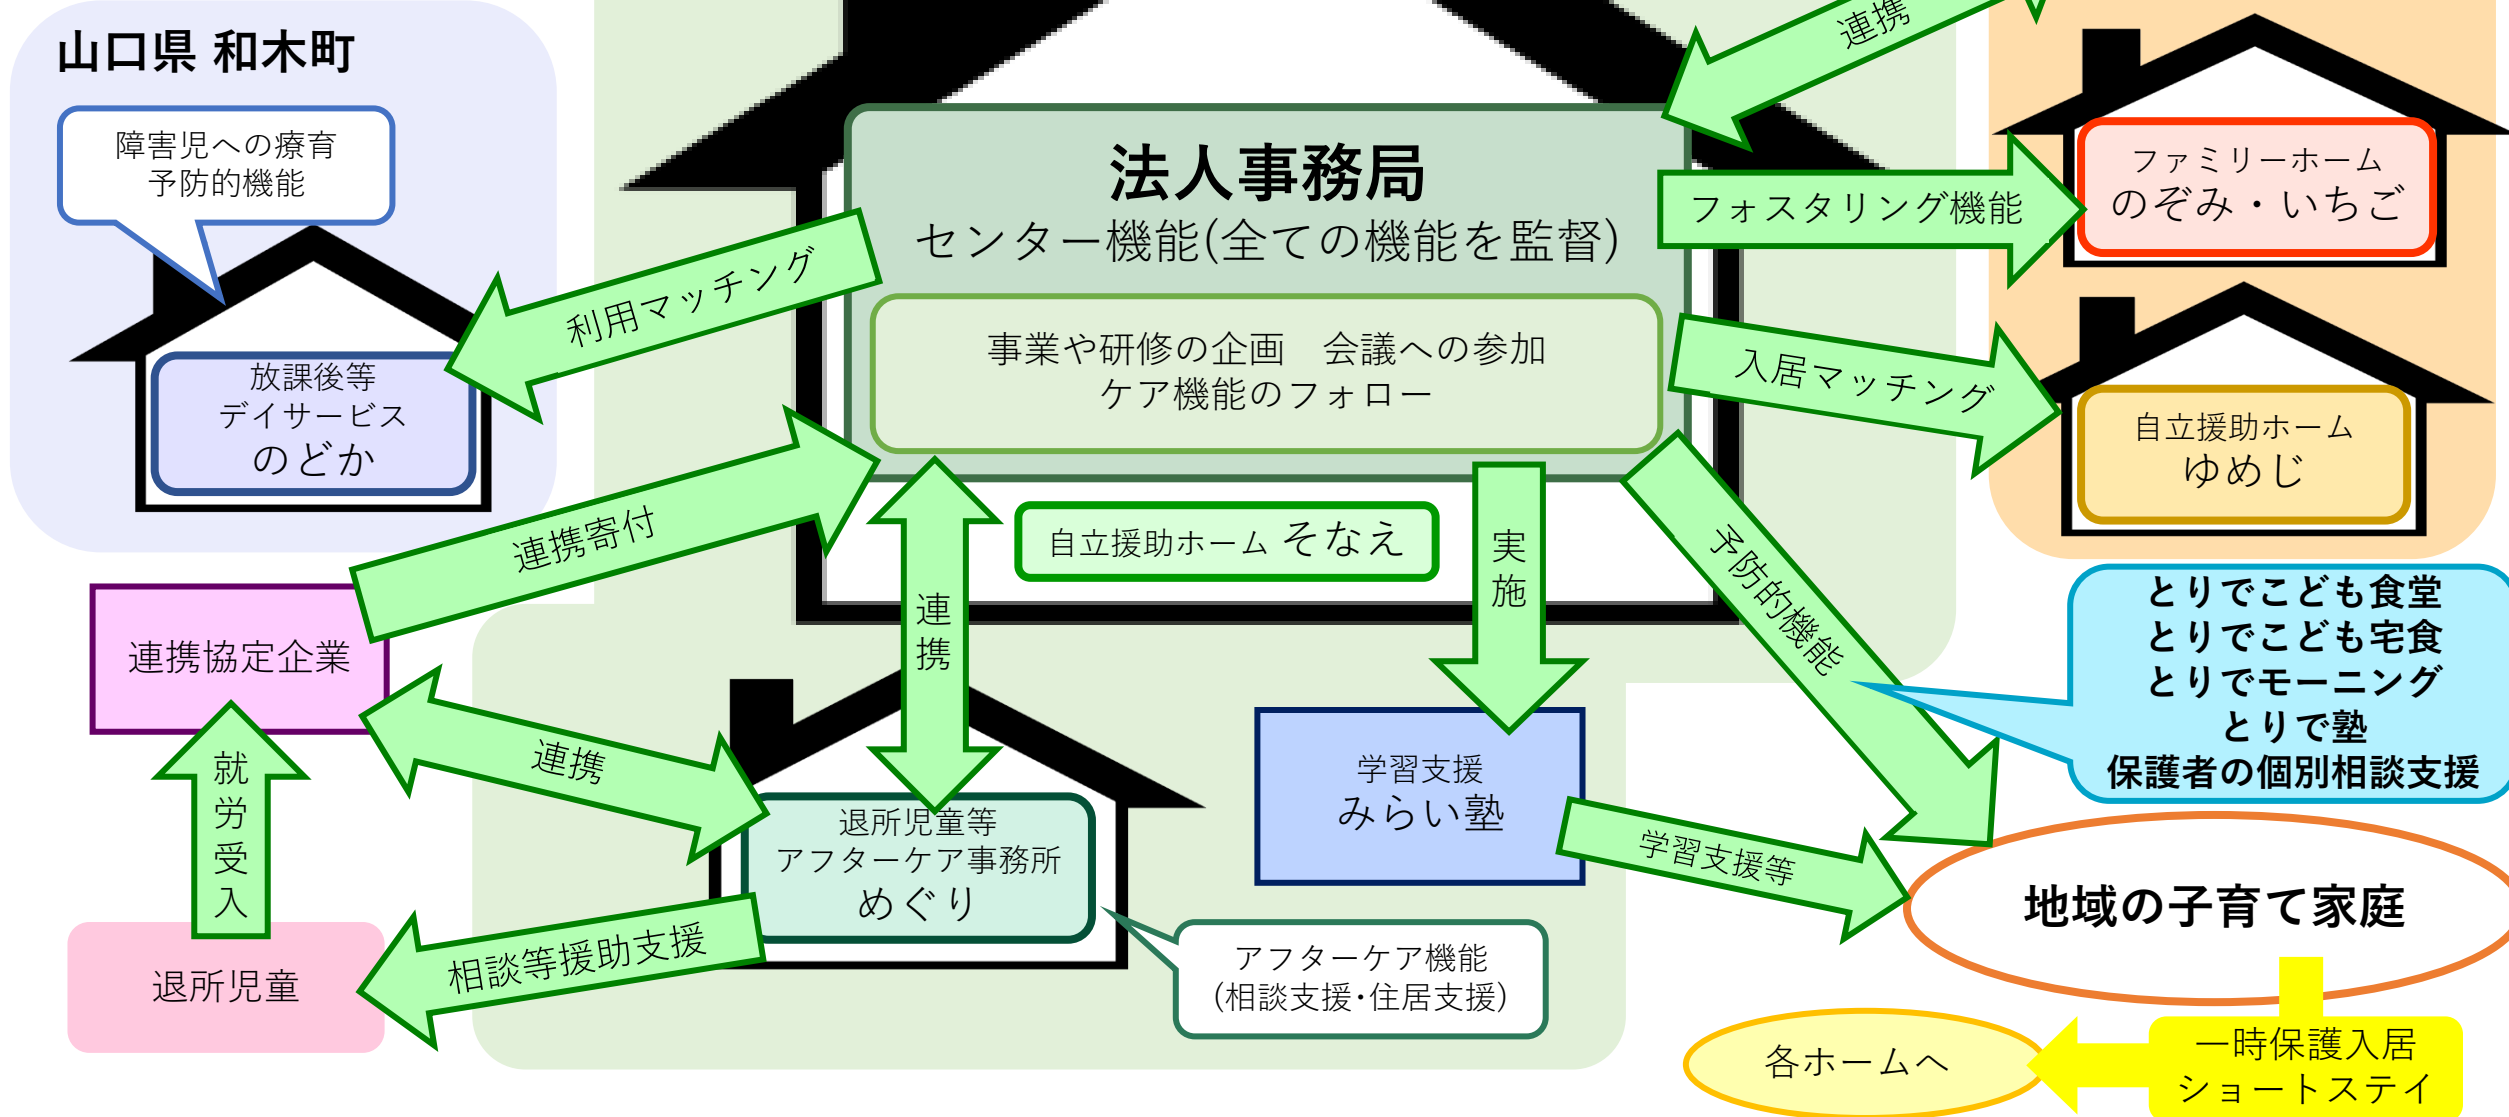 山口県 和木町
障害児への療育
予防的機能
放課後等
デイサービス
のどか
利用マッチング
法人事務局
センター機能(全ての機能を監督)
事業や研修の企画　会議への参加
ケア機能のフォロー
連携
フォスタリング機能
ファミリーホーム
のぞみ・いちご
入居マッチング
自立援助ホーム
ゆめじ
連携寄付
自立援助ホーム そなえ
連携
実施
予防的機能
とりでこども食堂
とりでこども宅食
とりでモーニング
とりで塾
保護者の個別相談支援
連携協定企業
連携
就労受入
退所児童
退所児童等
アフターケア事務所
めぐり
相談等援助支援
アフターケア機能
(相談支援・住居支援)
学習支援
みらい塾
学習支援等
地域の子育て家庭
一時保護入居
ショートステイ
各ホームへ